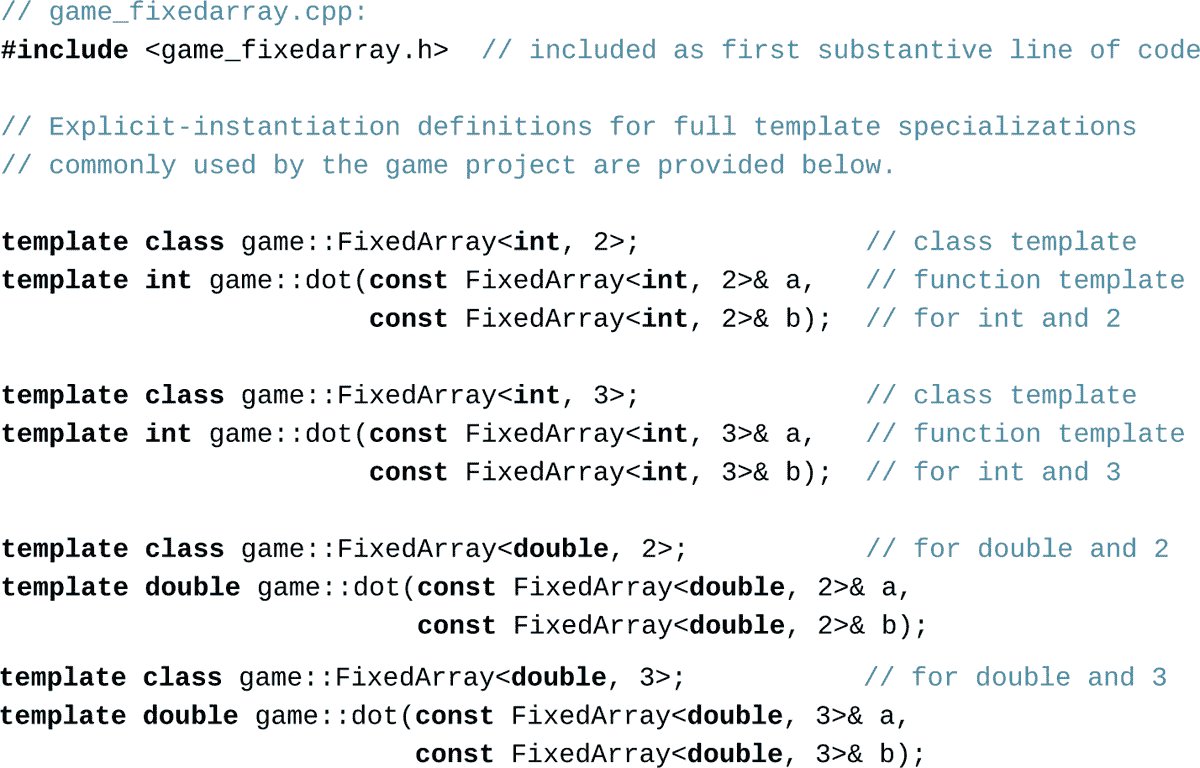 // game_fixedarray.cpp:
#include <game_fixedarray.h>  // included as first substantive line of code
// Explicit-instantiation definitions for full template specializations
// commonly used by the game project are provided below.
template class game::FixedArray<int, 2>;              // class template
template int game::dot(const FixedArray<int, 2>& a,   // function template
                       const FixedArray<int, 2>& b);  // for int and 2
template class game::FixedArray<int, 3>;              // class template
template int game::dot(const FixedArray<int, 3>& a,   // function template
                       const FixedArray<int, 3>& b);  // for int and 3
template class game::FixedArray<double, 2>;           // for double and 2
template double game::dot(const FixedArray<double, 2>& a,
                          const FixedArray<double, 2>& b);
template class game::FixedArray<double, 3>;           // for double and 3
template double game::dot(const FixedArray<double, 3>& a,
                          const FixedArray<double, 3>& b);